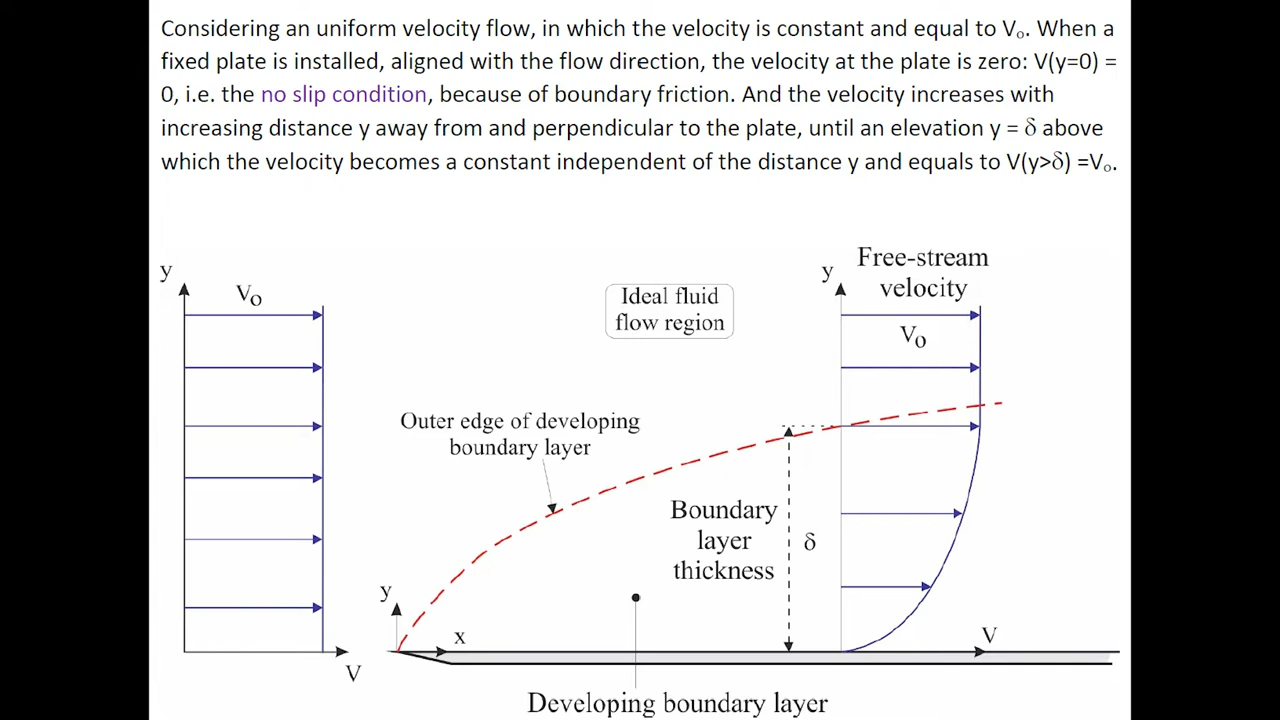 Considering an uniform velocity flow, in which the velocity is constant and equal to Vₒ. When a
fixed plate is installed, aligned with the flow direction, the velocity at the plate is zero: V(y=0) =
0, i.e. the no slip condition, because of boundary friction. And the velocity increases with
increasing distance y away from and perpendicular to the plate, until an elevation y = δ above
which the velocity becomes a constant independent of the distance y and equals to V(y>δ) =Vₒ.
y
Vₒ
V
Ideal fluid
flow region
Outer edge of developing
boundary layer
y
x
Boundary
layer
thickness
δ
Developing boundary layer
y
Free-stream
velocity
Vₒ
V